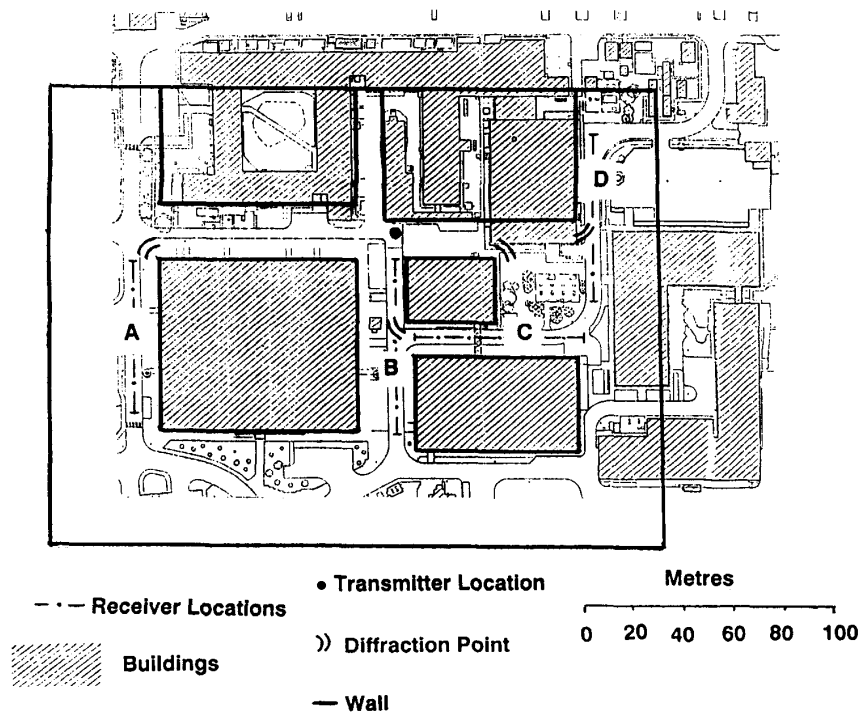 D
A
C
B
• Transmitter Location
Metres
Receiver Locations
0 20 40 60 80 100
Diffraction Point
Buildings
Wall